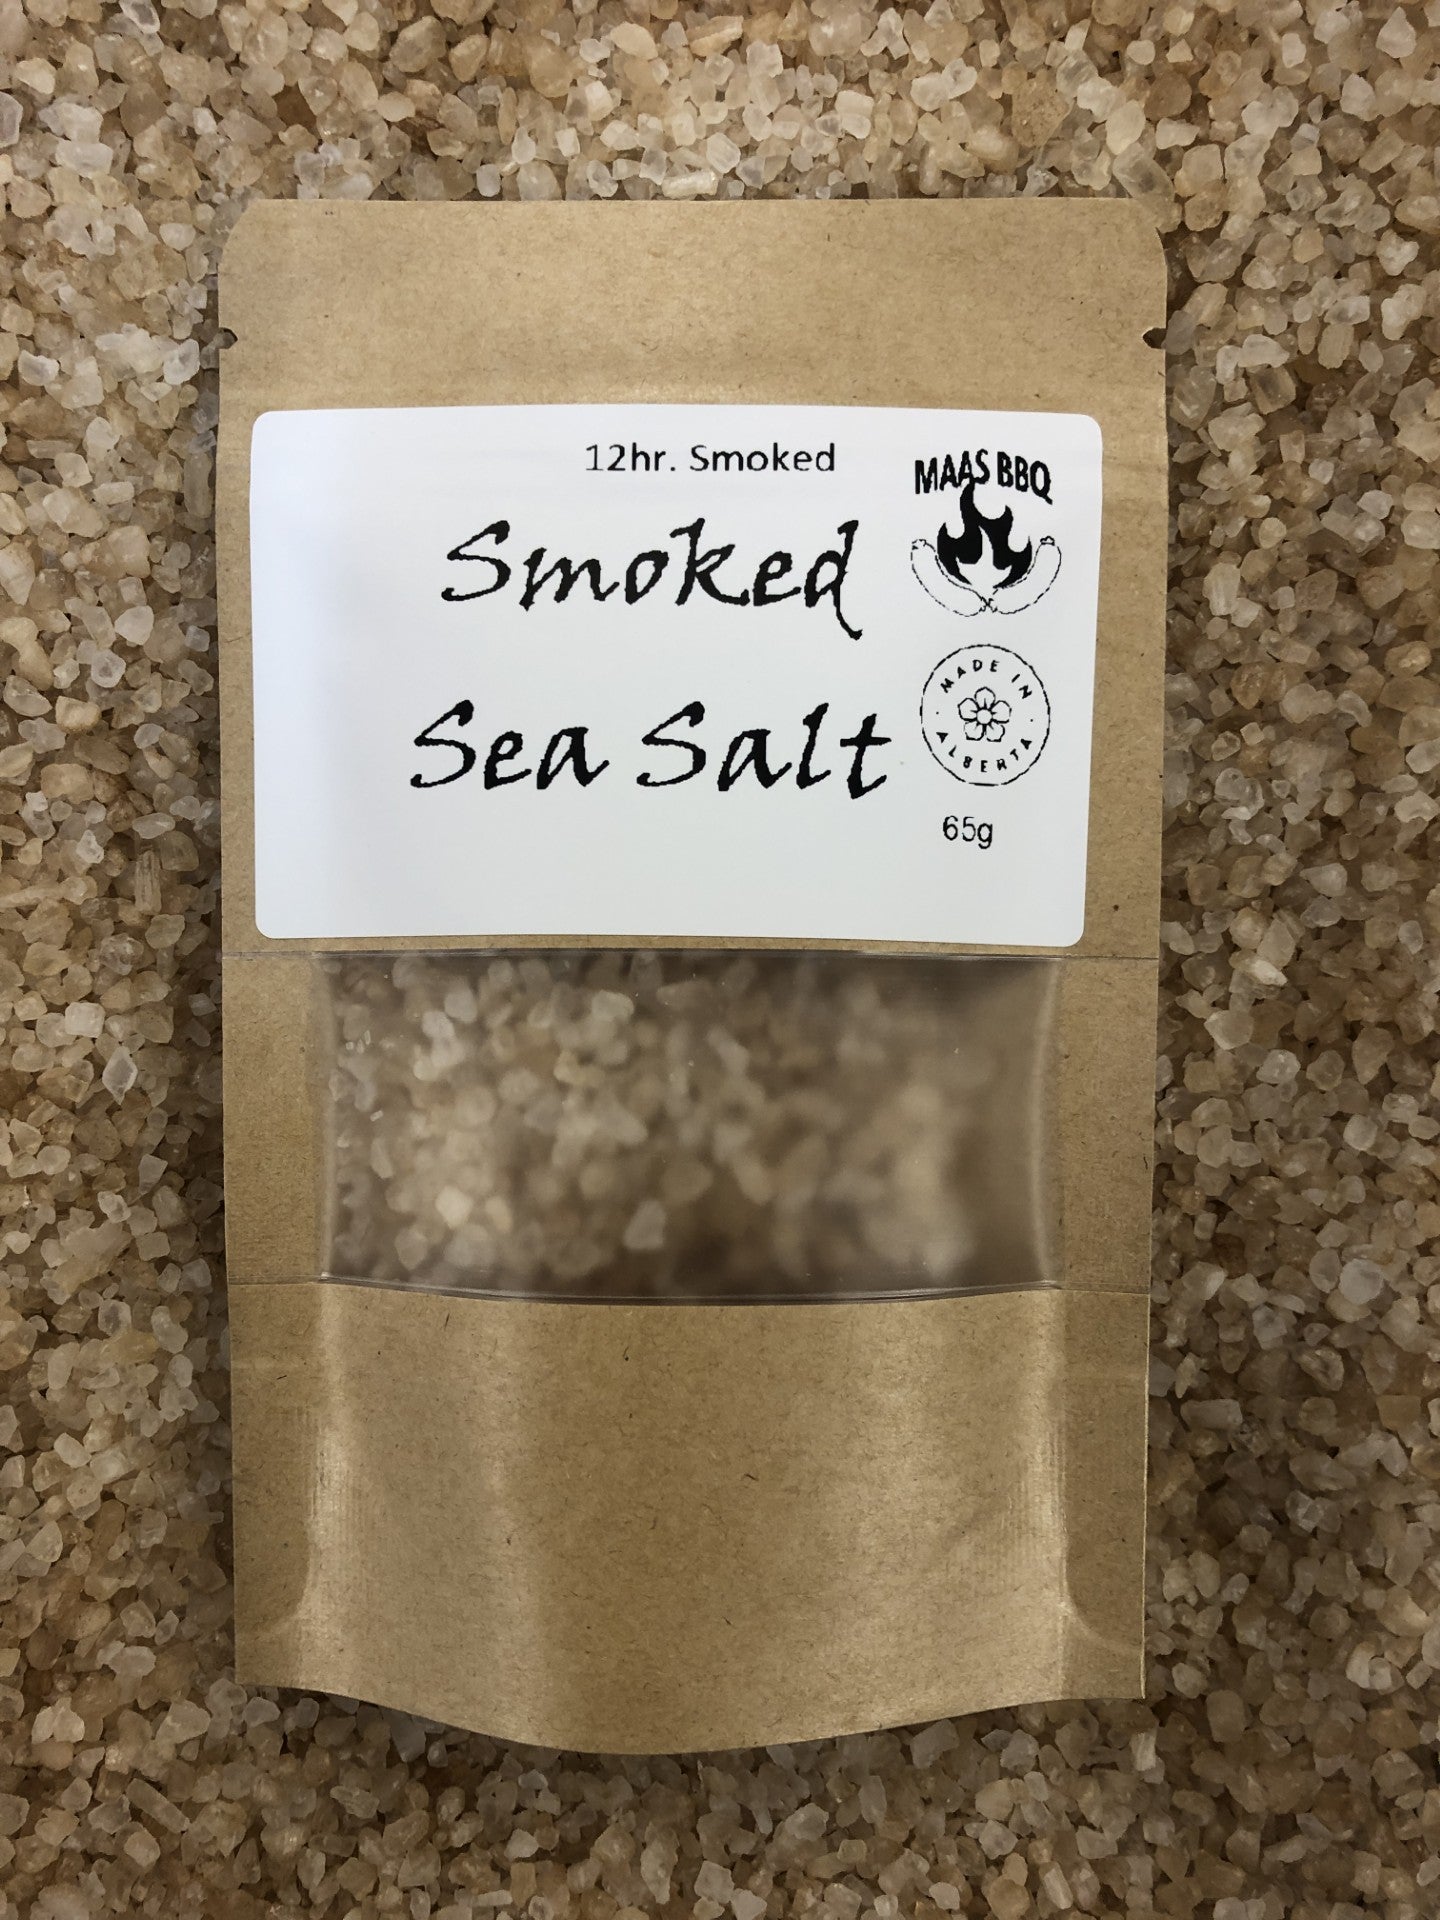 12hr. Smoked
MAAS BBQ
Smoked
Sea Salt
MADE IN
ALBERTA
65g